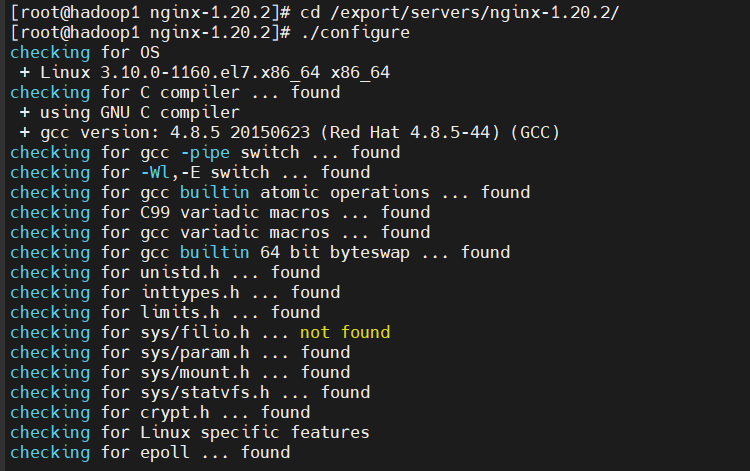 [root@hadoop1 nginx-1.20.2]# cd /export/servers/nginx-1.20.2/
[root@hadoop1 nginx-1.20.2]# ./configure
checking for OS
 + Linux 3.10.0-1160.el7.x86_64 x86_64
checking for C compiler ... found
 + using GNU C compiler
 + gcc version: 4.8.5 20150623 (Red Hat 4.8.5-44) (GCC)
checking for gcc -pipe switch ... found
checking for -Wl,-E switch ... found
checking for gcc builtin atomic operations ... found
checking for C99 variadic macros ... found
checking for gcc variadic macros ... found
checking for gcc builtin 64 bit byteswap ... found
checking for unistd.h ... found
checking for inttypes.h ... found
checking for limits.h ... found
checking for sys/filio.h ... not found
checking for sys/param.h ... found
checking for sys/mount.h ... found
checking for sys/statvfs.h ... found
checking for crypt.h ... found
checking for Linux specific features
checking for epoll ... found